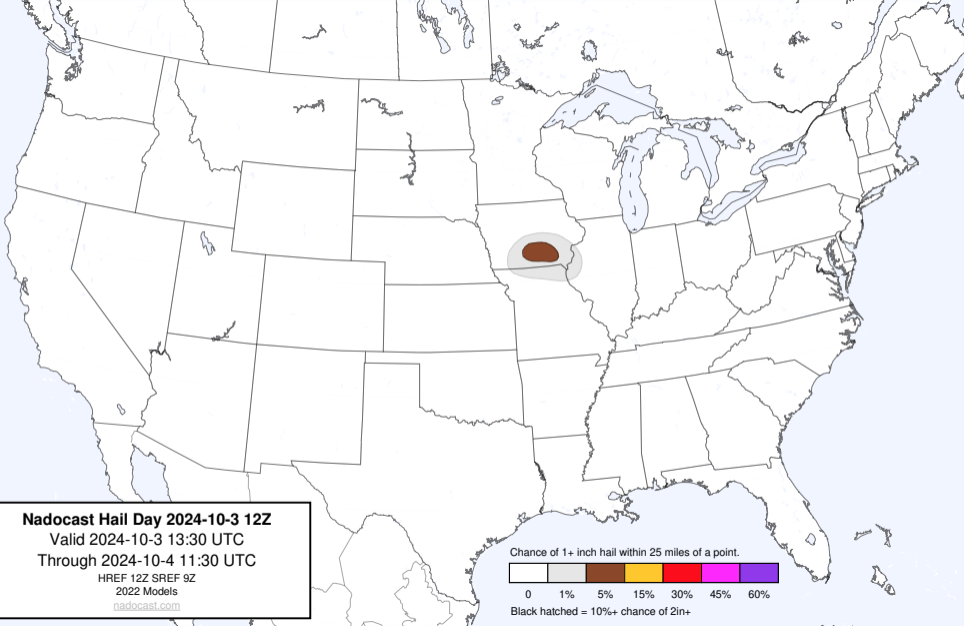 Nadocast Hail Day 2024-10-3 12Z
Valid 2024-10-3 13:30 UTC
Through 2024-10-4 11:30 UTC
HREF 12Z SREF 9Z
2022 Models
nadocast.com
Chance of 1+ inch hail within 25 miles of a point.
0 1% 5% 15% 30% 45% 60%
Black hatched = 10%+ chance of 2in+